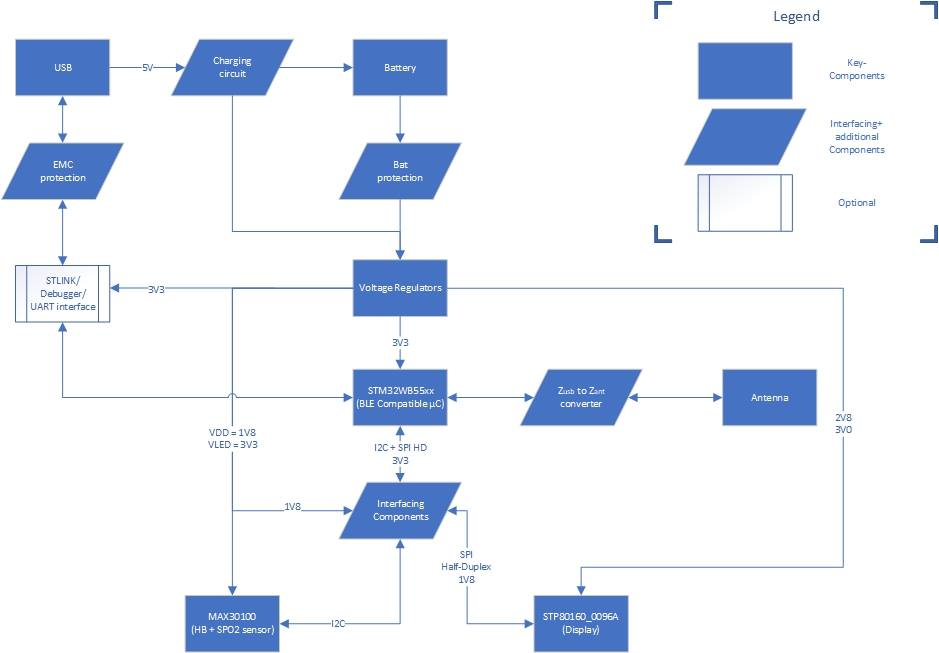 Legend
USB
5V
Charging
circuit
Battery
Key-
Components
Interfacing+
additional
Components
EMC
protection
Bat
protection
Optional
STLINK/
Debugger/
UART interface
3V3
Voltage Regulators
3V3
STM32WB55xx
(BLE Compatible µC)
Zusb to Zant
converter
Antenna
2V8
3V0
VDD = 1V8
VLED = 3V3
I2C + SPI HD
3V3
1V8
Interfacing
Components
SPI
Half-Duplex
1V8
MAX30100
(HB + SPO2 sensor)
I2C
STP80160_0096A
(Display)